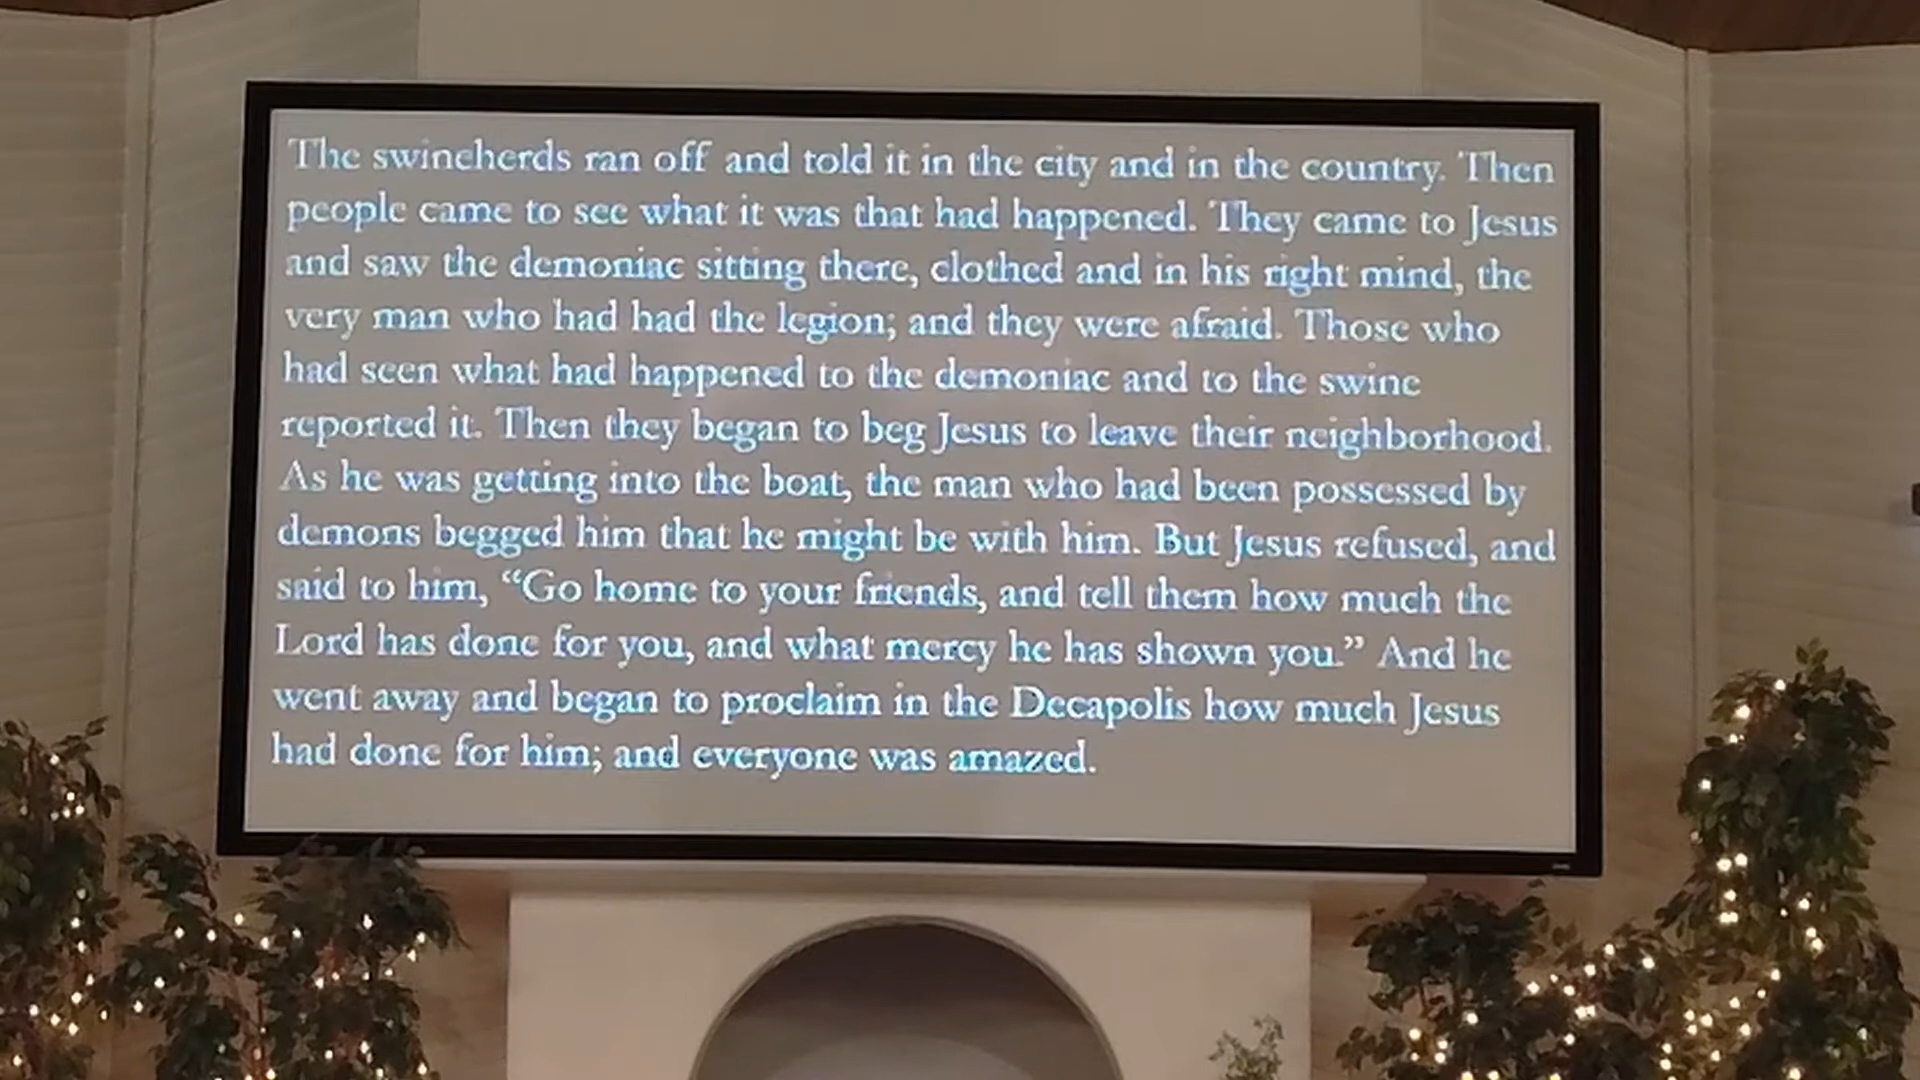 The swineherds ran off and told it in the city and in the country. Then
people came to see what it was that had happened. They came to Jesus
and saw the demoniac sitting there, clothed and in his right mind, the
very man who had had the legion; and they were afraid. Those who
had seen what had happened to the demoniac and to the swine
reported it. Then they began to beg Jesus to leave their neighborhood.
As he was getting into the boat, the man who had been possessed by
demons begged him that he might be with him. But Jesus refused, and
said to him, “Go home to your friends, and tell them how much the
Lord has done for you, and what mercy he has shown you.” And he
went away and began to proclaim in the Decapolis how much Jesus
had done for him; and everyone was amazed.